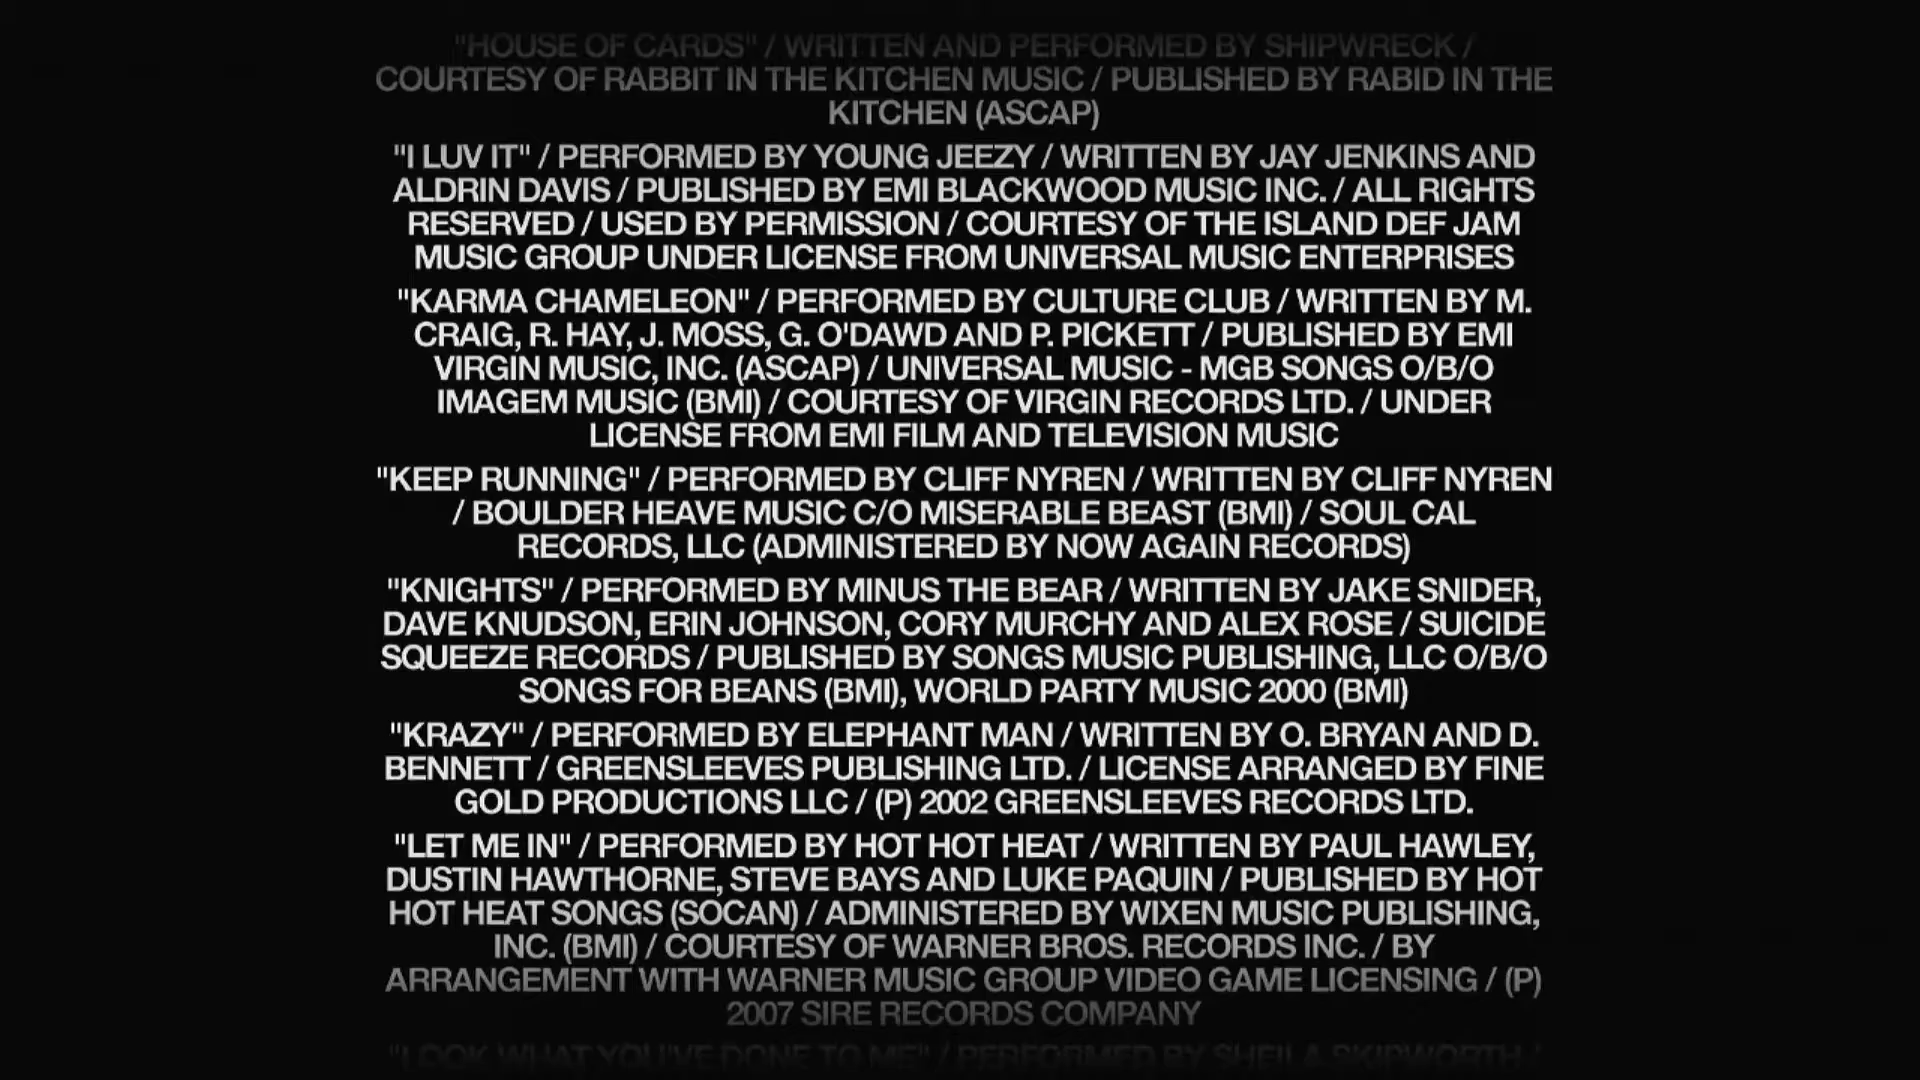 "HOUSE OF CARDS" / WRITTEN AND PERFORMED BY SHIPWRECK /
COURTESY OF RABBIT IN THE KITCHEN MUSIC / PUBLISHED BY RABID IN THE
KITCHEN (ASCAP)
"I LUV IT" / PERFORMED BY YOUNG JEEZY / WRITTEN BY JAY JENKINS AND
ALDRIN DAVIS / PUBLISHED BY EMI BLACKWOOD MUSIC INC. / ALL RIGHTS
RESERVED / USED BY PERMISSION / COURTESY OF THE ISLAND DEF JAM
MUSIC GROUP UNDER LICENSE FROM UNIVERSAL MUSIC ENTERPRISES
"KARMA CHAMELEON" / PERFORMED BY CULTURE CLUB / WRITTEN BY M.
CRAIG, R. HAY, J. MOSS, G. O'DAWD AND P. PICKETT / PUBLISHED BY EMI
VIRGIN MUSIC, INC. (ASCAP) / UNIVERSAL MUSIC - MGB SONGS O/B/O
IMAGEM MUSIC (BMI) / COURTESY OF VIRGIN RECORDS LTD. / UNDER
LICENSE FROM EMI FILM AND TELEVISION MUSIC
"KEEP RUNNING" / PERFORMED BY CLIFF NYREN / WRITTEN BY CLIFF NYREN
/ BOULDER HEAVE MUSIC C/O MISERABLE BEAST (BMI) / SOUL CAL
RECORDS, LLC (ADMINISTERED BY NOW AGAIN RECORDS)
"KNIGHTS" / PERFORMED BY MINUS THE BEAR / WRITTEN BY JAKE SNIDER,
DAVE KNUDSON, ERIN JOHNSON, CORY MURCHY AND ALEX ROSE / SUICIDE
SQUEEZE RECORDS / PUBLISHED BY SONGS MUSIC PUBLISHING, LLC O/B/O
SONGS FOR BEANS (BMI), WORLD PARTY MUSIC 2000 (BMI)
"KRAZY" / PERFORMED BY ELEPHANT MAN / WRITTEN BY O. BRYAN AND D.
BENNETT / GREENSLEEVES PUBLISHING LTD. / LICENSE ARRANGED BY FINE
GOLD PRODUCTIONS LLC / (P) 2002 GREENSLEEVES RECORDS LTD.
"LET ME IN" / PERFORMED BY HOT HOT HEAT / WRITTEN BY PAUL HAWLEY,
DUSTIN HAWTHORNE, STEVE BAYS AND LUKE PAQUIN / PUBLISHED BY HOT
HOT HEAT SONGS (SOCAN) / ADMINISTERED BY WIXEN MUSIC PUBLISHING,
INC. (BMI) / COURTESY OF WARNER BROS. RECORDS INC. / BY
ARRANGEMENT WITH WARNER MUSIC GROUP VIDEO GAME LICENSING / (P)
2007 SIRE RECORDS COMPANY
"LOOK WHAT YOU'VE DONE TO ME" / PERFORMED BY SHEILA SKIPWORTH /